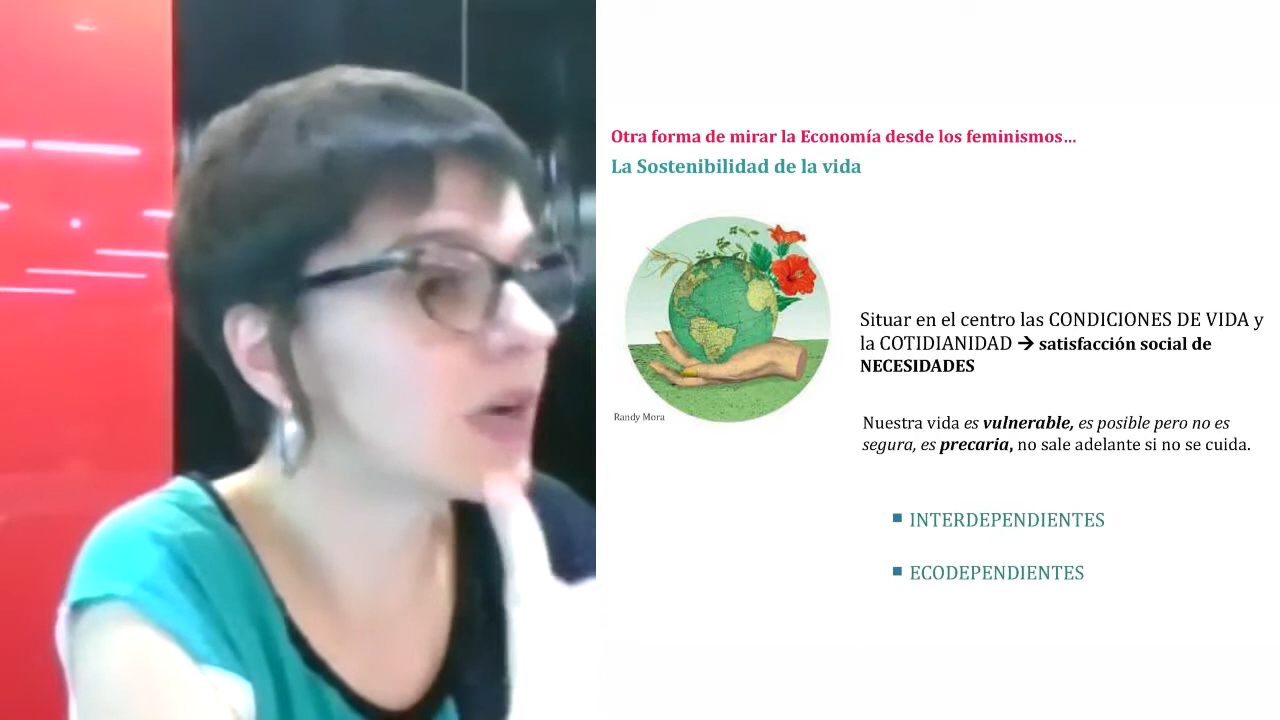 Otra forma de mirar la Economía desde los feminismos...
La Sostenibilidad de la vida
Situar en el centro las CONDICIONES DE VIDA y
la COTIDIANIDAD → satisfacción social de
NECESIDADES
Randy Mora
Nuestra vida es vulnerable, es posible pero no es
segura, es precaria, no sale adelante si no se cuida.
▪ INTERDEPENDIENTES
▪ ECODEPENDIENTES